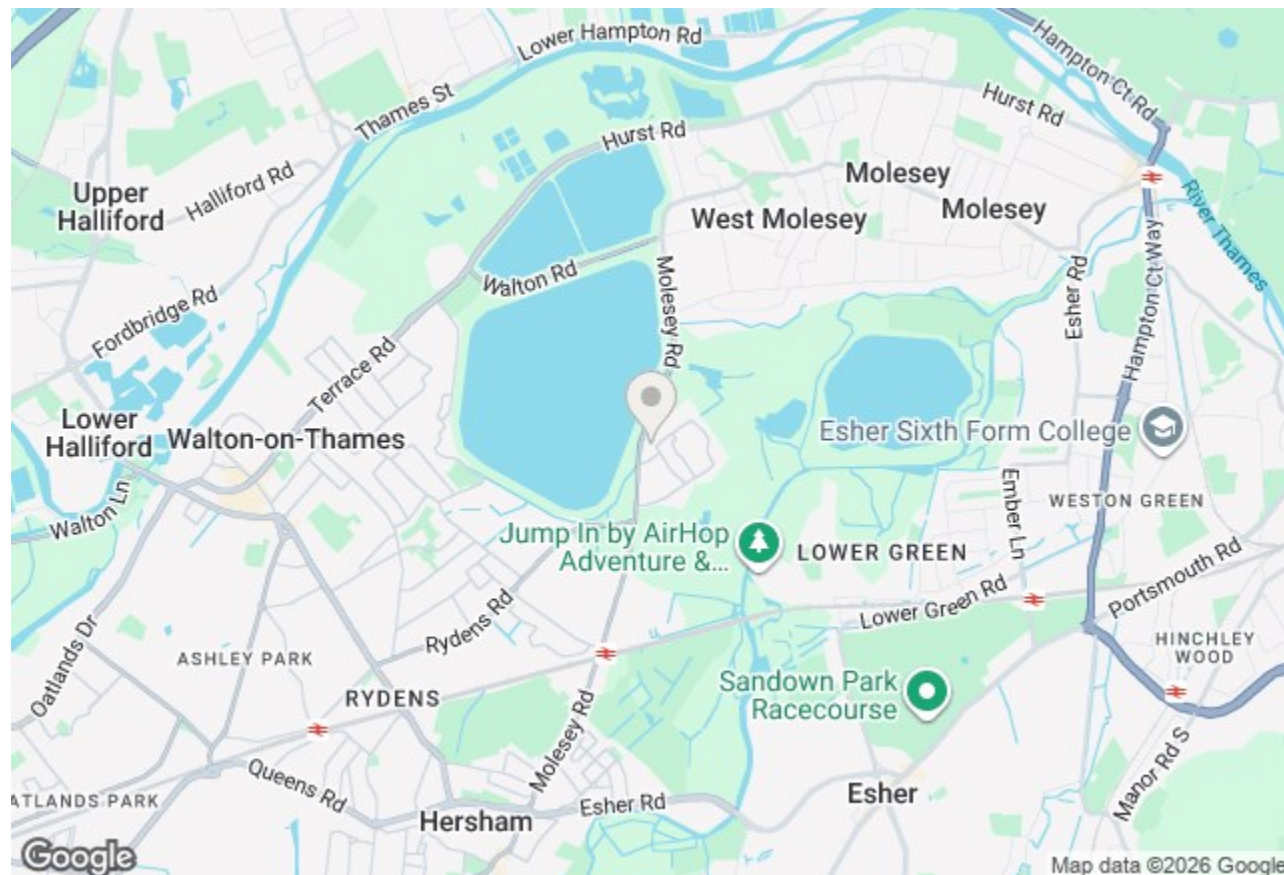 Lower Hampton Rd
Hampton Ct Rd
Thames St
Hurst Rd
Hurst Rd
Upper
Halliford
Halliford Rd
Molesey
Molesey
West Molesey
River Thames
Walton Rd
Molesey Rd
Esher Rd
Hampton Ct Way
Fordbridge Rd
Terrace Rd
Lower
Halliford
Walton-on-Thames
Esher Sixth Form College
Walton Ln
Ember Ln
WESTON GREEN
Jump In by AirHop
Adventure &...
LOWER GREEN
Portsmouth Rd
Lower Green Rd
Rydens Rd
Oatlands Dr
ASHLEY PARK
HINCHLEY
WOOD
RYDENS
Sandown Park
Racecourse
Molesey Rd
Manor Rd S
Queens Rd
ATLANDS PARK
Esher Rd
Esher
Hersham
Google
Map data ©2026 Google